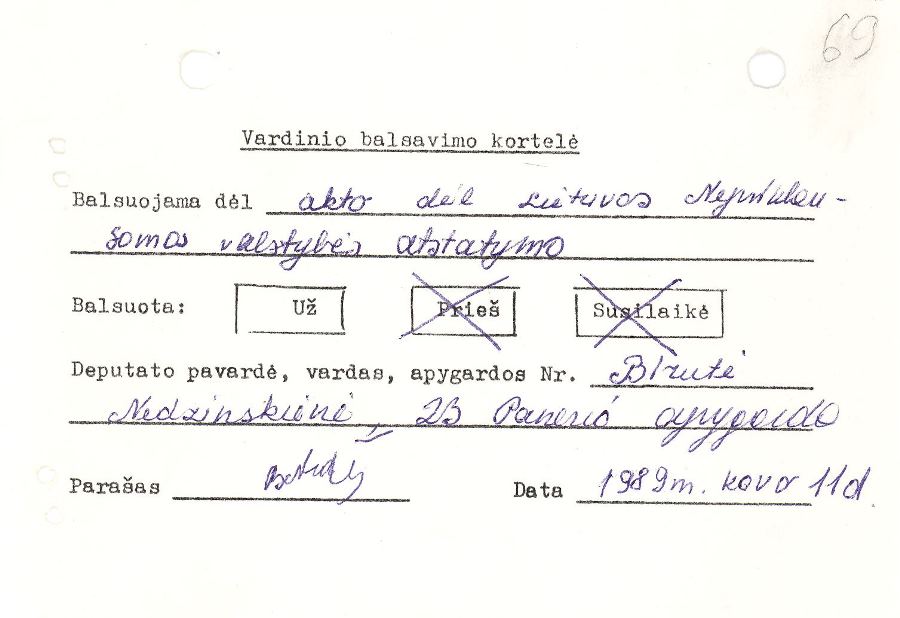 69
Vardinio balsavimo kortelė
Balsuojama dėl akto dėl Lietuvos Nepriklau-
somos valstybės atstatymo
Balsuota: Už Prieš Susilaikė
Deputato pavardė, vardas, apygardos Nr. Birutė
Nedzinskienė, 23 Panerió apygarda
Parašas Data 1989m. kovo 11d.